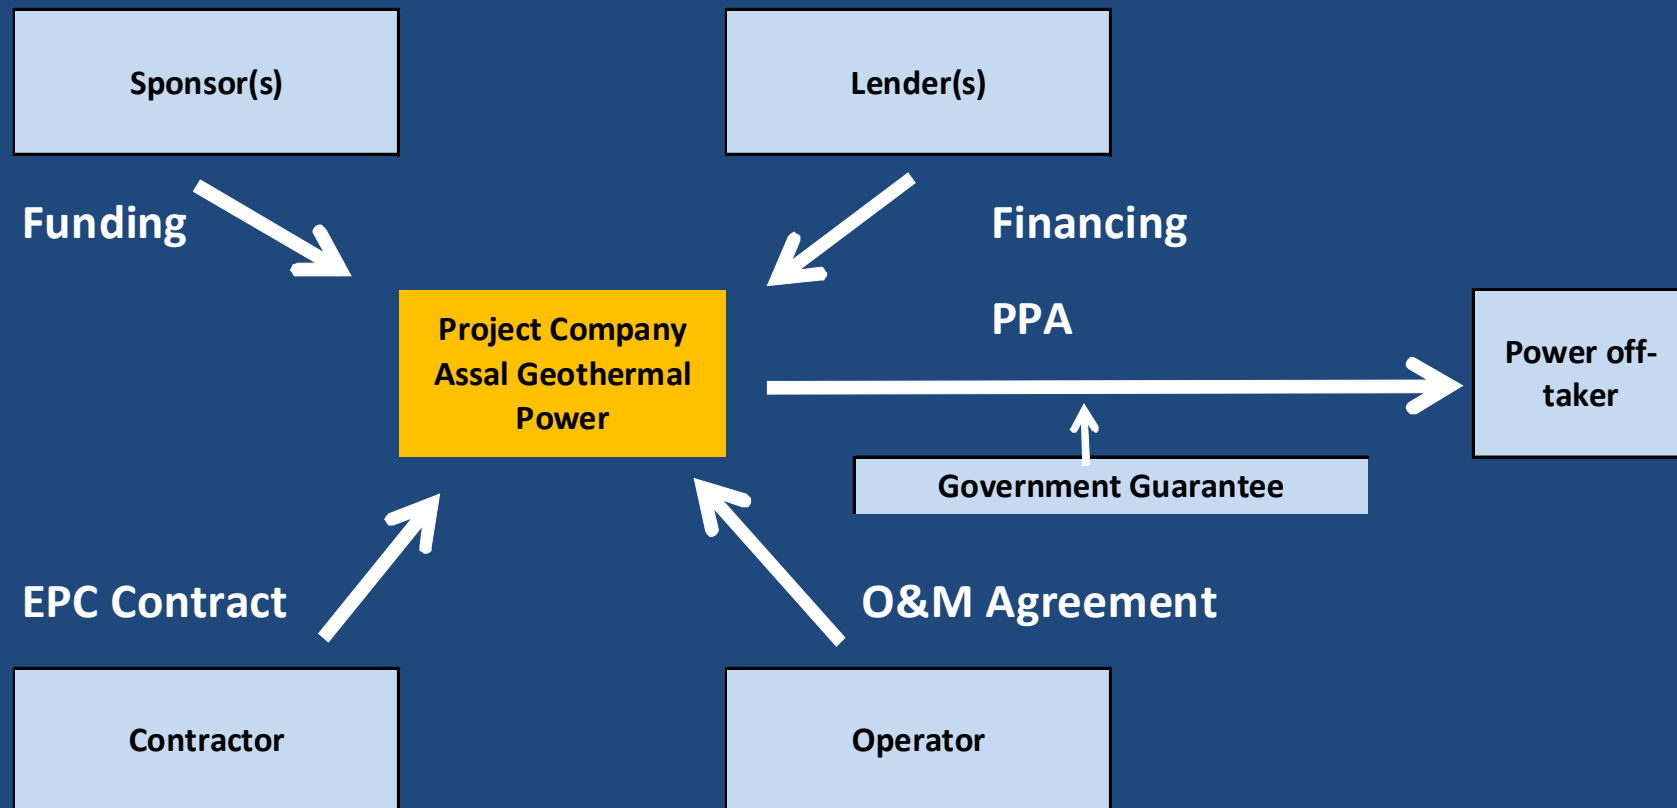 Sponsor(s)
Lender(s)
Funding
Financing
Project Company
Assal Geothermal
Power
PPA
Power off-
taker
Government Guarantee
EPC Contract
O&M Agreement
Contractor
Operator